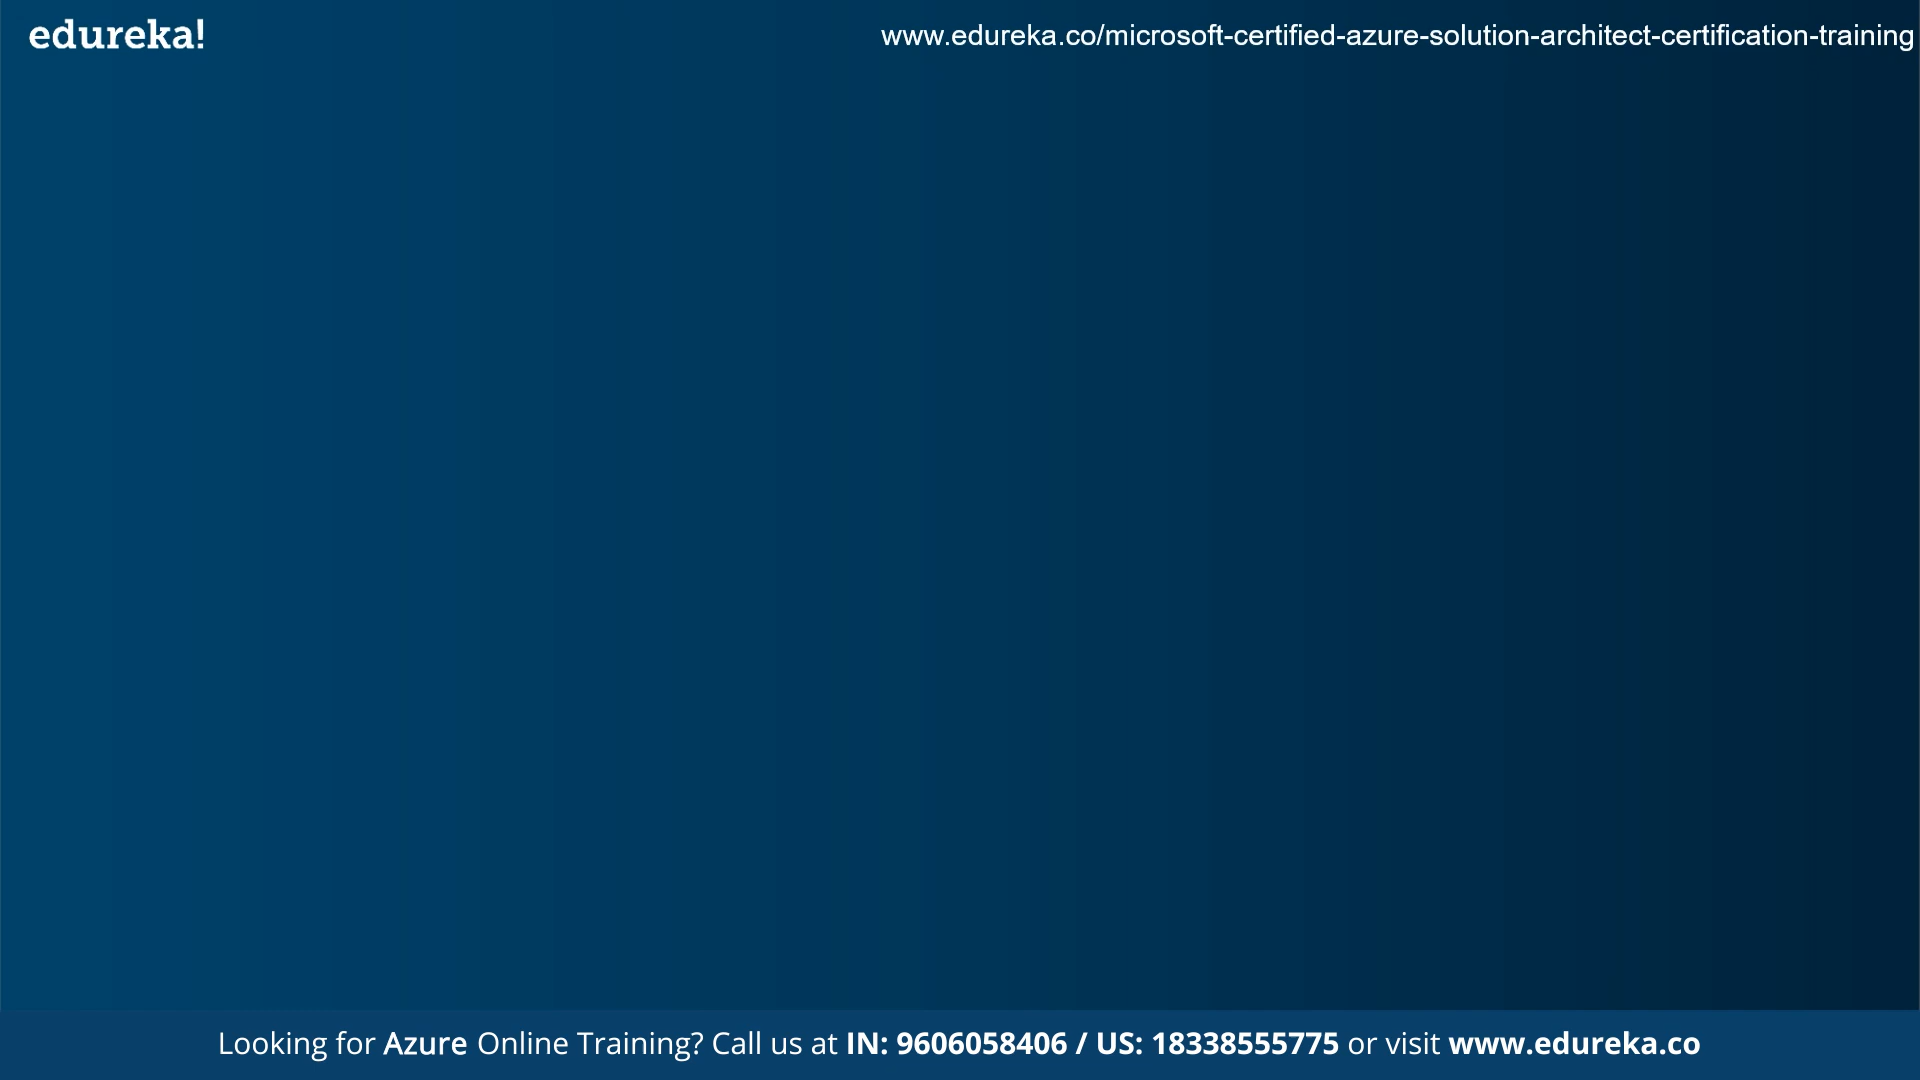 edureka!
www.edureka.co/microsoft-certified-azure-solution-architect-certification-training
Looking for Azure Online Training? Call us at IN: 9606058406 / US: 18338555775 or visit www.edureka.co